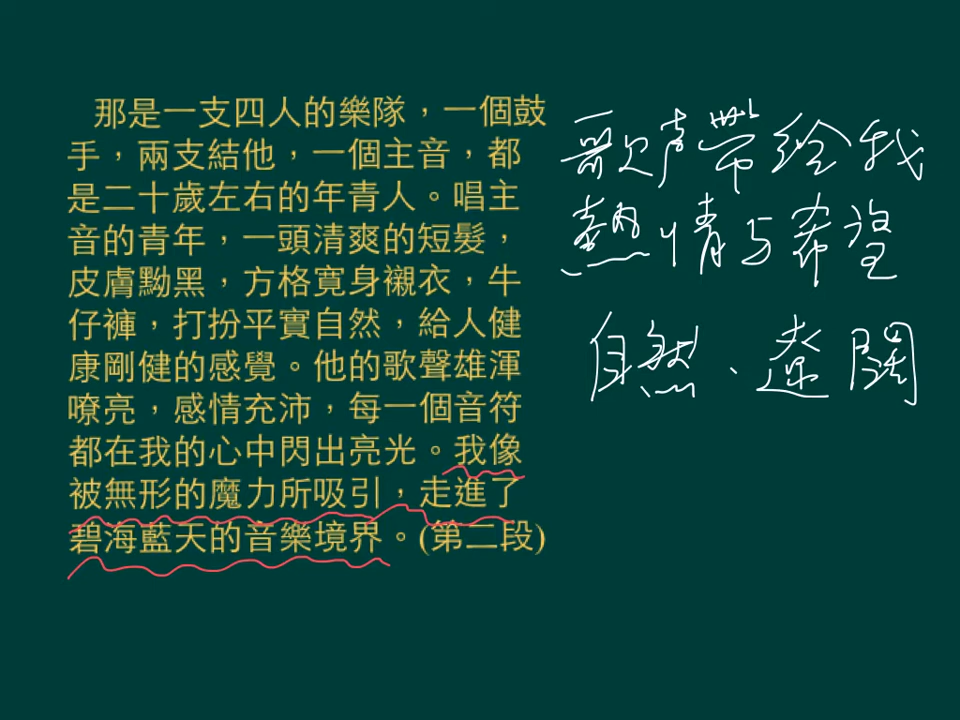 那是一支四人的樂隊，一個鼓
手，兩支結他，一個主音，都
是二十歲左右的年青人。唱主
音的青年，一頭清爽的短髮，
皮膚黝黑，方格寬身襯衣，牛
仔褲，打扮平實自然，給人健
康剛健的感覺。他的歌聲雄渾
嘹亮，感情充沛，每一個音符
都在我的心中閃出亮光。我像
被無形的魔力所吸引，走進了
碧海藍天的音樂境界。(第二段)
歌声帶給我
熱情与希望
自然、遼闊